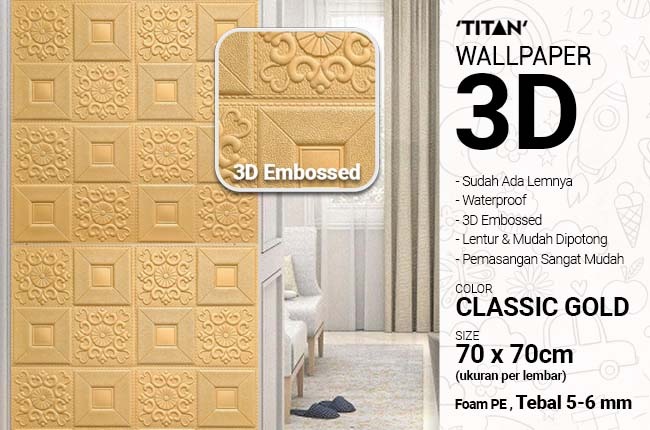 'TITAN'
WALLPAPER
3D
- Sudah Ada Lemnya
- Waterproof
- 3D Embossed
- Lentur & Mudah Dipotong
- Pemasangan Sangat Mudah
COLOR
CLASSIC GOLD
SIZE
70 x 70cm
(ukuran per lembar)
Foam PE , Tebal 5-6 mm
3D Embossed
123